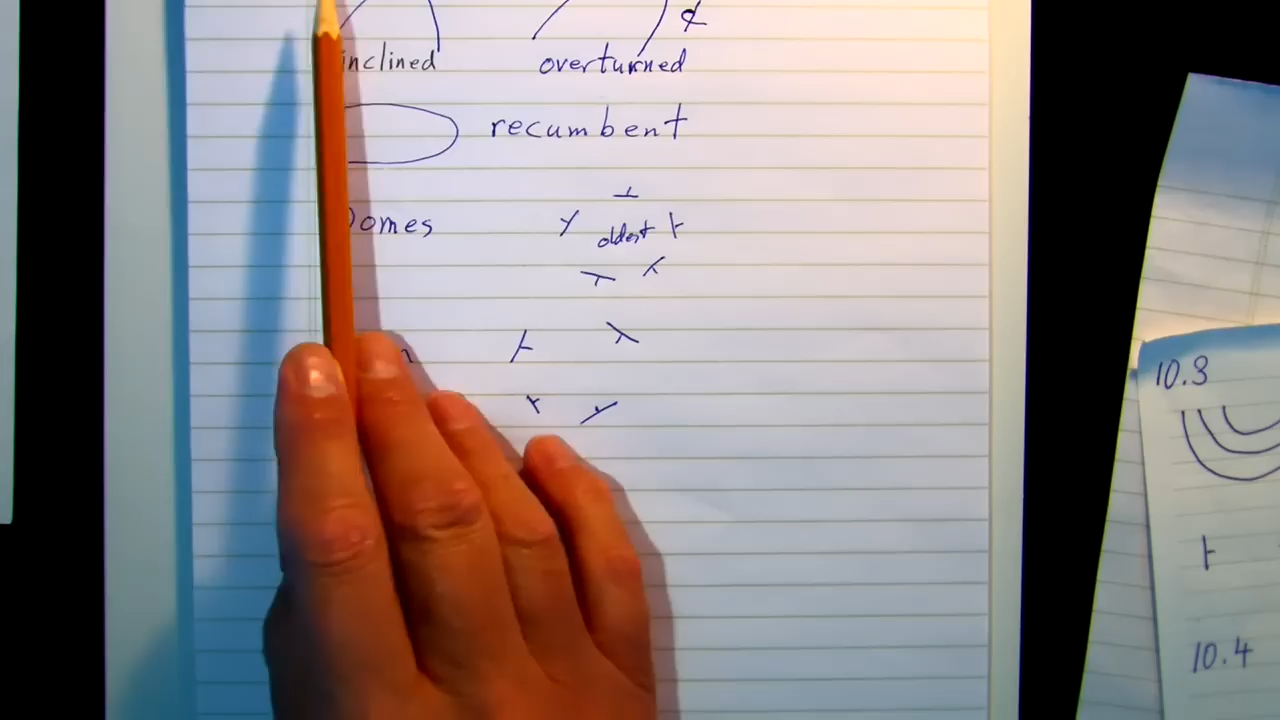 inclined overturned
recumbent
omes
oldest
10.3
10.4